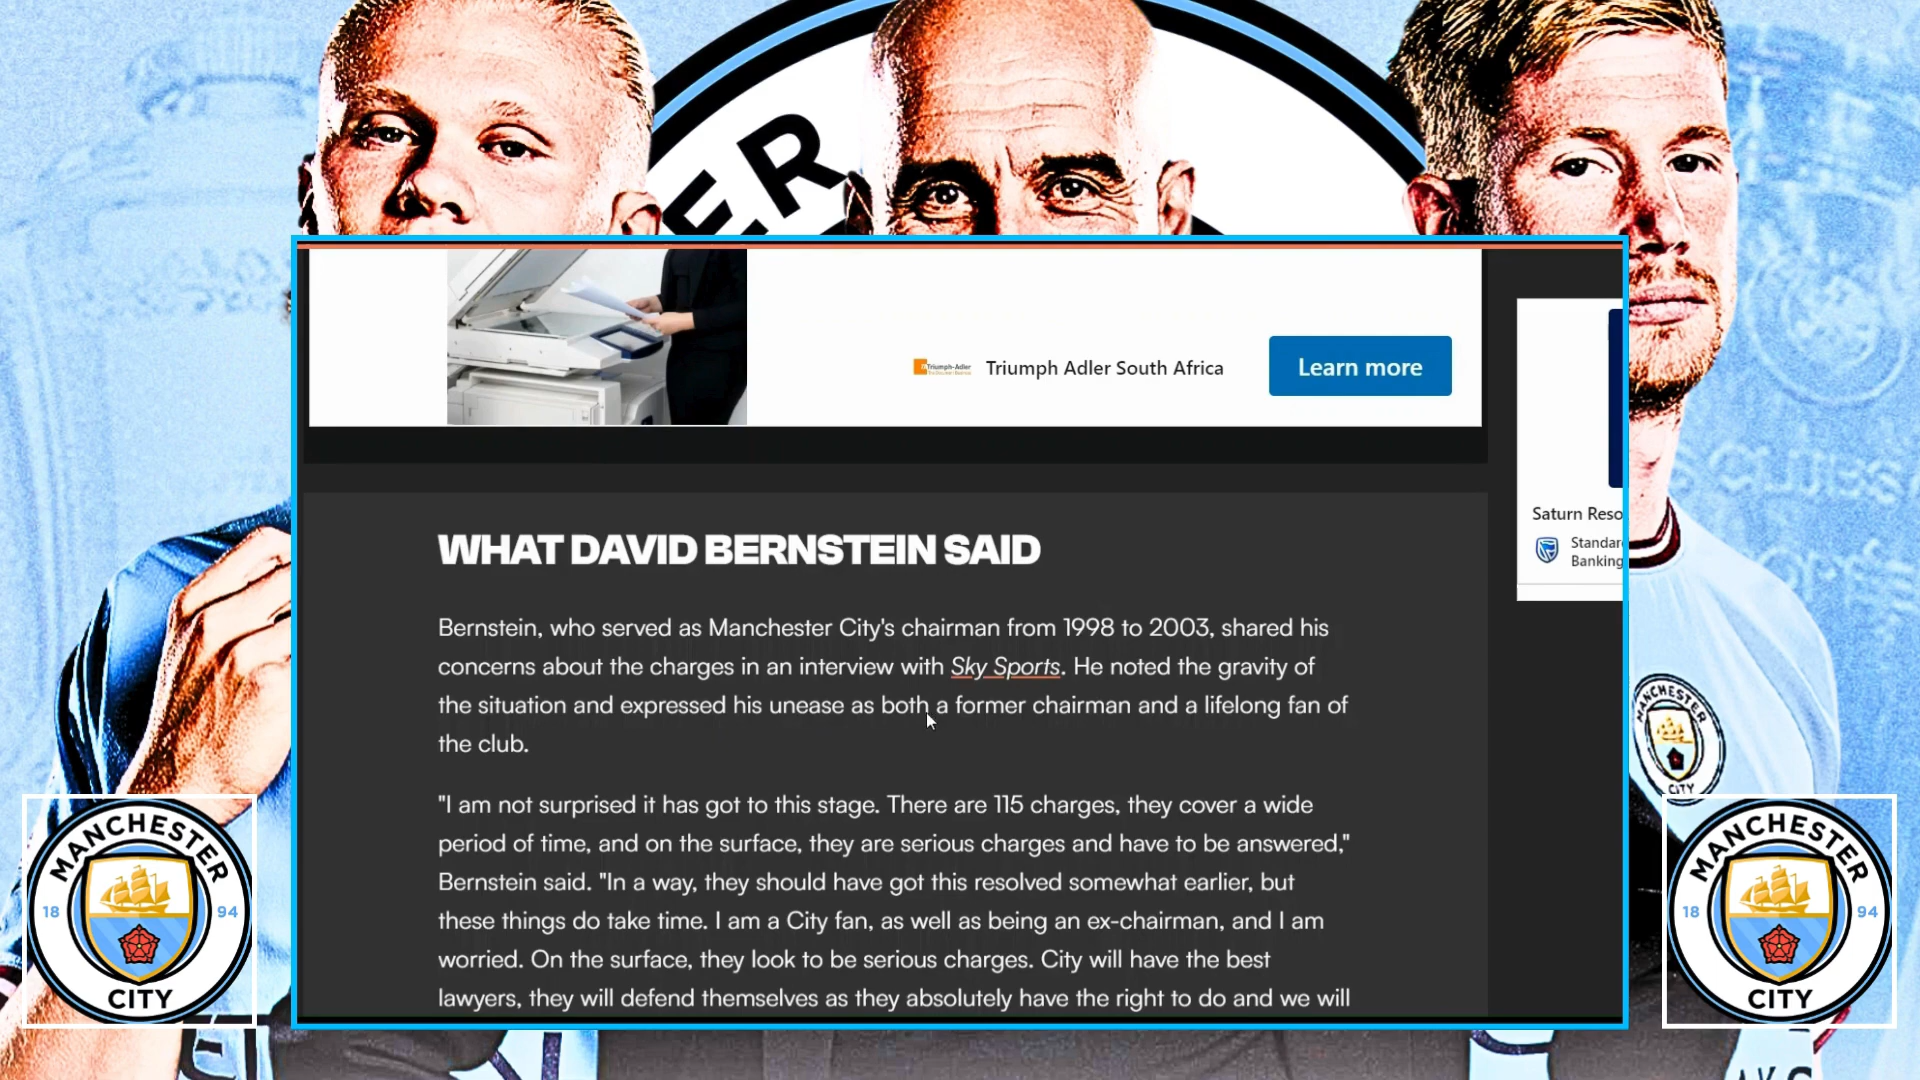 ER
Triumph-Adler
Triumph Adler South Africa
Learn more
Saturn Reso
Standar
Banking
WHAT DAVID BERNSTEIN SAID
Bernstein, who served as Manchester City's chairman from 1998 to 2003, shared his
concerns about the charges in an interview with Sky Sports. He noted the gravity of
the situation and expressed his unease as both a former chairman and a lifelong fan of
the club.
"I am not surprised it has got to this stage. There are 115 charges, they cover a wide
period of time, and on the surface, they are serious charges and have to be answered,"
Bernstein said. "In a way, they should have got this resolved somewhat earlier, but
these things do take time. I am a City fan, as well as being an ex-chairman, and I am
worried. On the surface, they look to be serious charges. City will have the best
lawyers, they will defend themselves as they absolutely have the right to do and we will
MANCHESTER
CITY
MANCHESTER
18 94
CITY
MANCHESTER
18 94
CITY